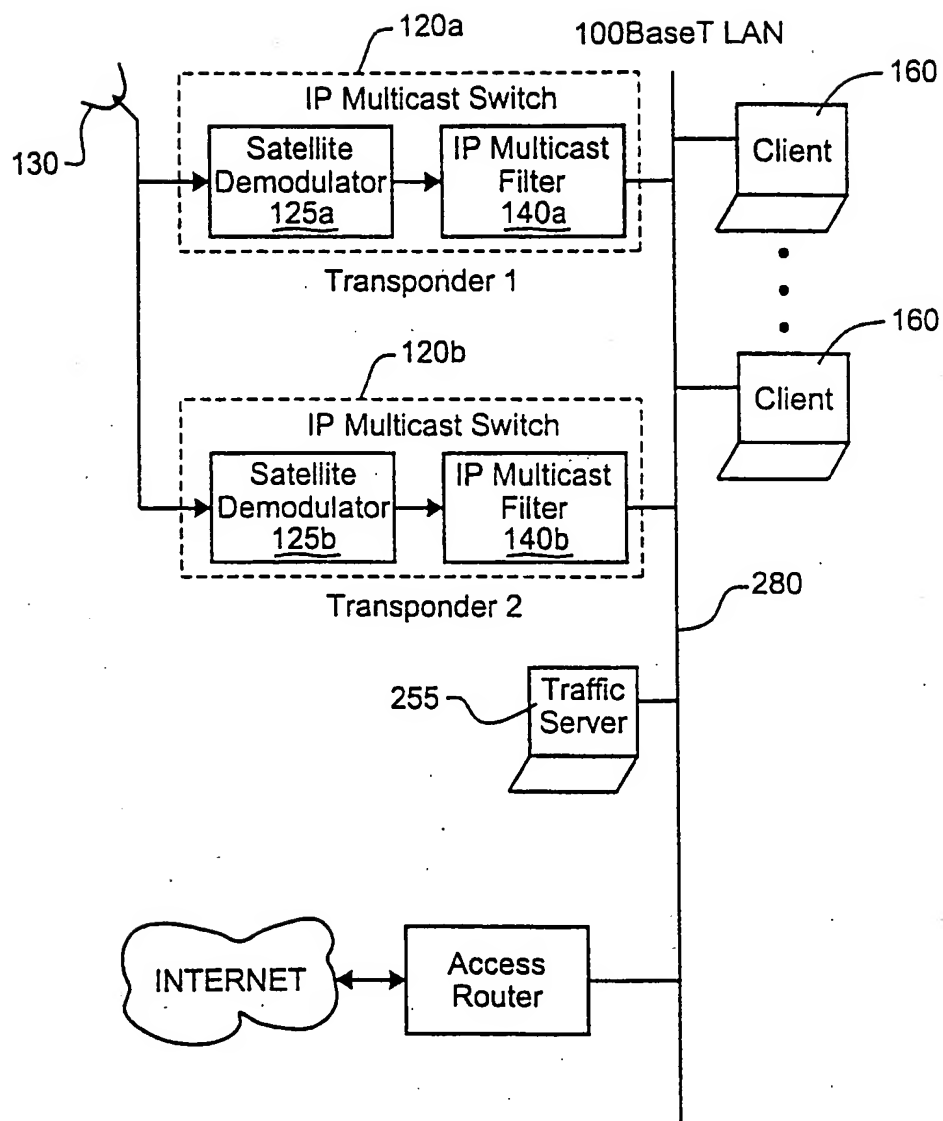 120a
100BaseT LAN
160
IP Multicast Switch
Client
130
Satellite
Demodulator
125a
IP Multicast
Filter
140a
Transponder 1
160
120b
Client
IP Multicast Switch
Satellite
Demodulator
125b
IP Multicast
Filter
140b
Transponder 2
280
255
Traffic
Server
INTERNET
Access
Router